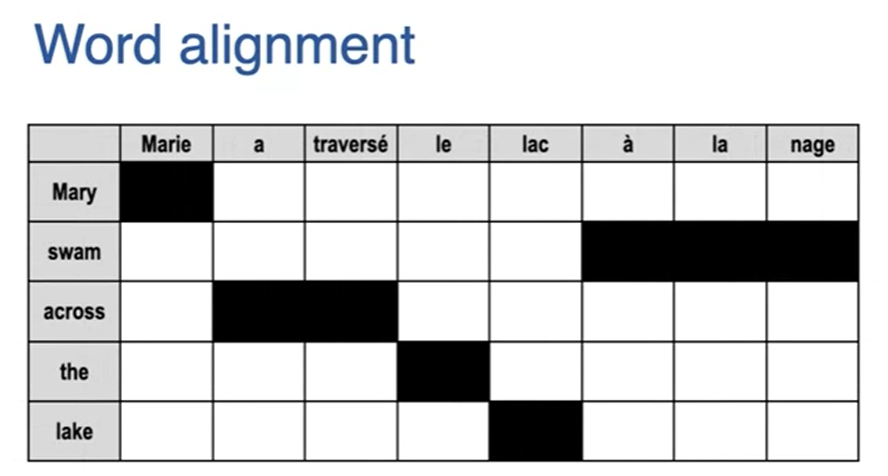 Word alignment
Marie a traversé le lac à la nage
Mary
swam
across
the
lake